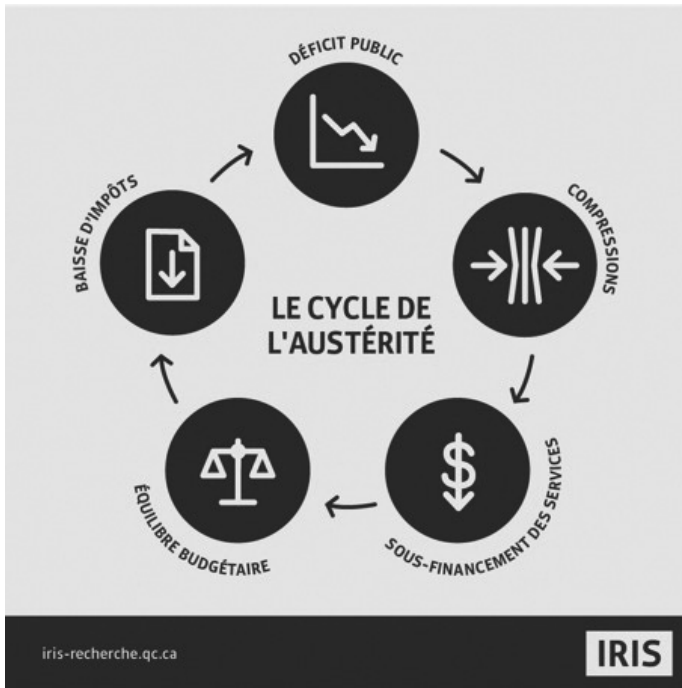 DÉFICIT PUBLIC
COMPRESSIONS
SOUS-FINANCEMENT DES SERVICES
ÉQUILIBRE BUDGÉTAIRE
BAISSE D'IMPÔTS
LE CYCLE DE
L'AUSTÉRITÉ
$
iris-recherche.qc.ca
IRIS